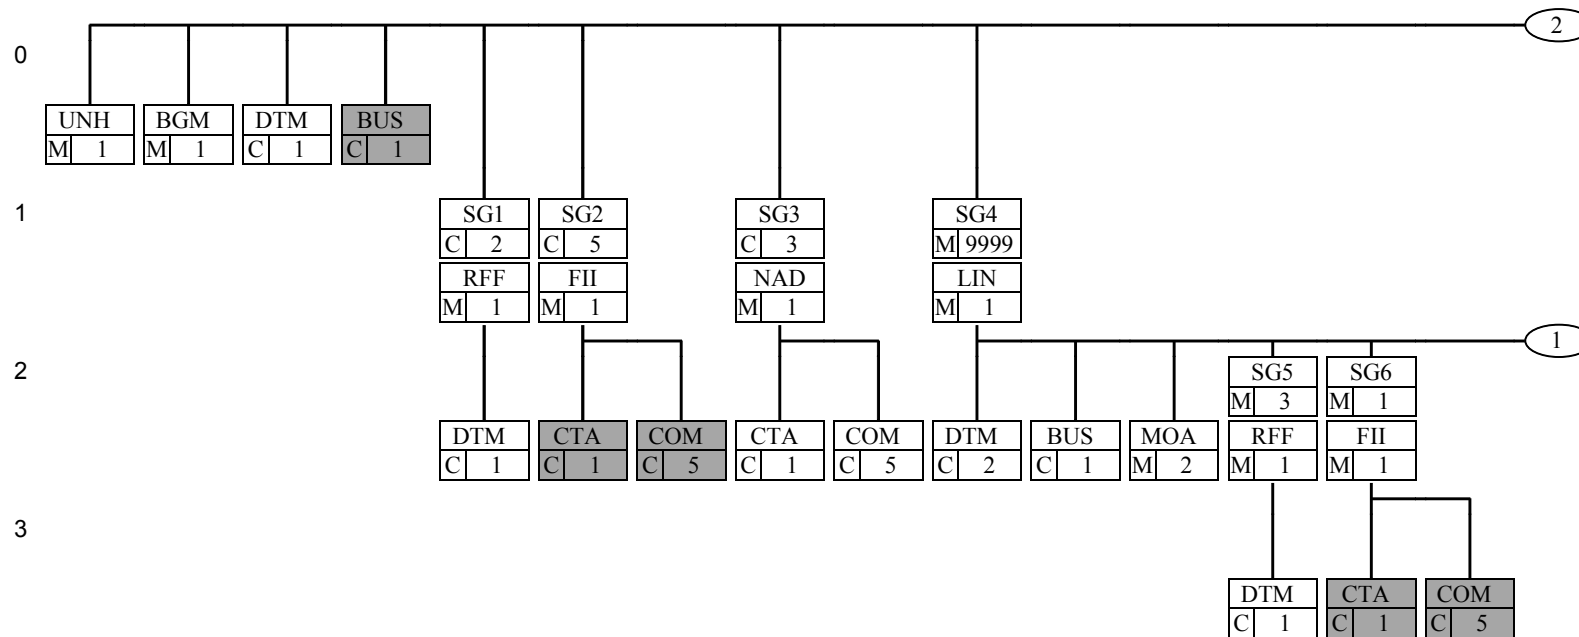 2
0
UNH BGM DTM BUS
M 1 M 1 C 1 C 1
1
SG1 SG2 SG3 SG4
C 2 C 5 C 3 M 9999
RFF FII NAD LIN
M 1 M 1 M 1 M 1
1
2
SG5 SG6
M 3 M 1
DTM CTA COM CTA COM DTM BUS MOA RFF FII
C 1 C 1 C 5 C 1 C 5 C 2 C 1 M 2 M 1 M 1
3
DTM CTA COM
C 1 C 1 C 5